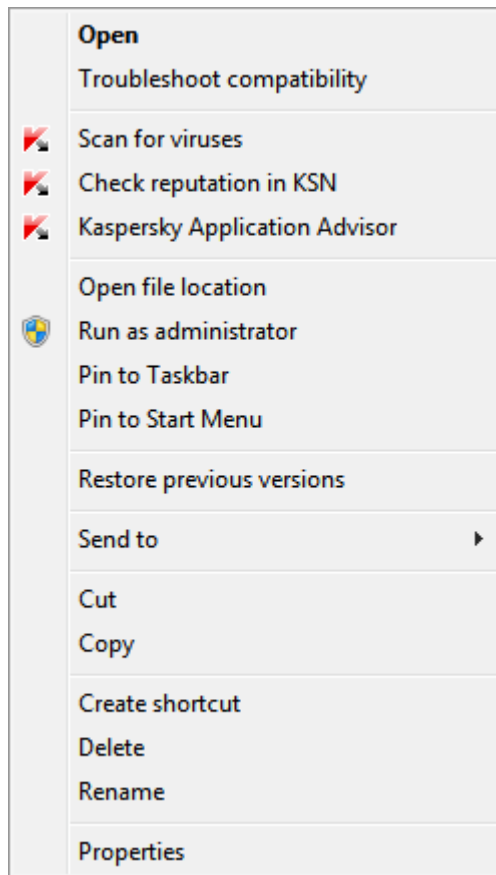 Open
Troubleshoot compatibility
Scan for viruses
Check reputation in KSN
Kaspersky Application Advisor
Open file location
Run as administrator
Pin to Taskbar
Pin to Start Menu
Restore previous versions
Send to
Cut
Copy
Create shortcut
Delete
Rename
Properties